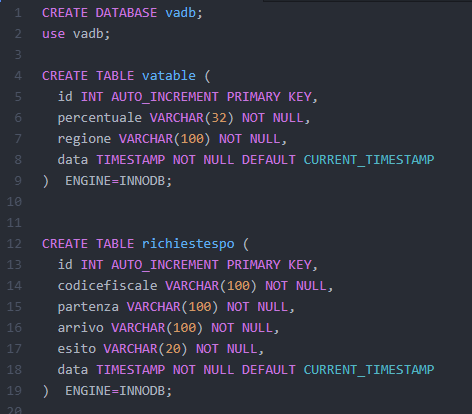 1 CREATE DATABASE vadb;
2 use vadb;
3
4 CREATE TABLE vatable (
5 id INT AUTO_INCREMENT PRIMARY KEY,
6 percentuale VARCHAR(32) NOT NULL,
7 regione VARCHAR(100) NOT NULL,
8 data TIMESTAMP NOT NULL DEFAULT CURRENT_TIMESTAMP
9 ) ENGINE=INNODB;
10
11
12 CREATE TABLE richiestespo (
13 id INT AUTO_INCREMENT PRIMARY KEY,
14 codicefiscale VARCHAR(100) NOT NULL,
15 partenza VARCHAR(100) NOT NULL,
16 arrivo VARCHAR(100) NOT NULL,
17 esito VARCHAR(20) NOT NULL,
18 data TIMESTAMP NOT NULL DEFAULT CURRENT_TIMESTAMP
19 ) ENGINE=INNODB;
20